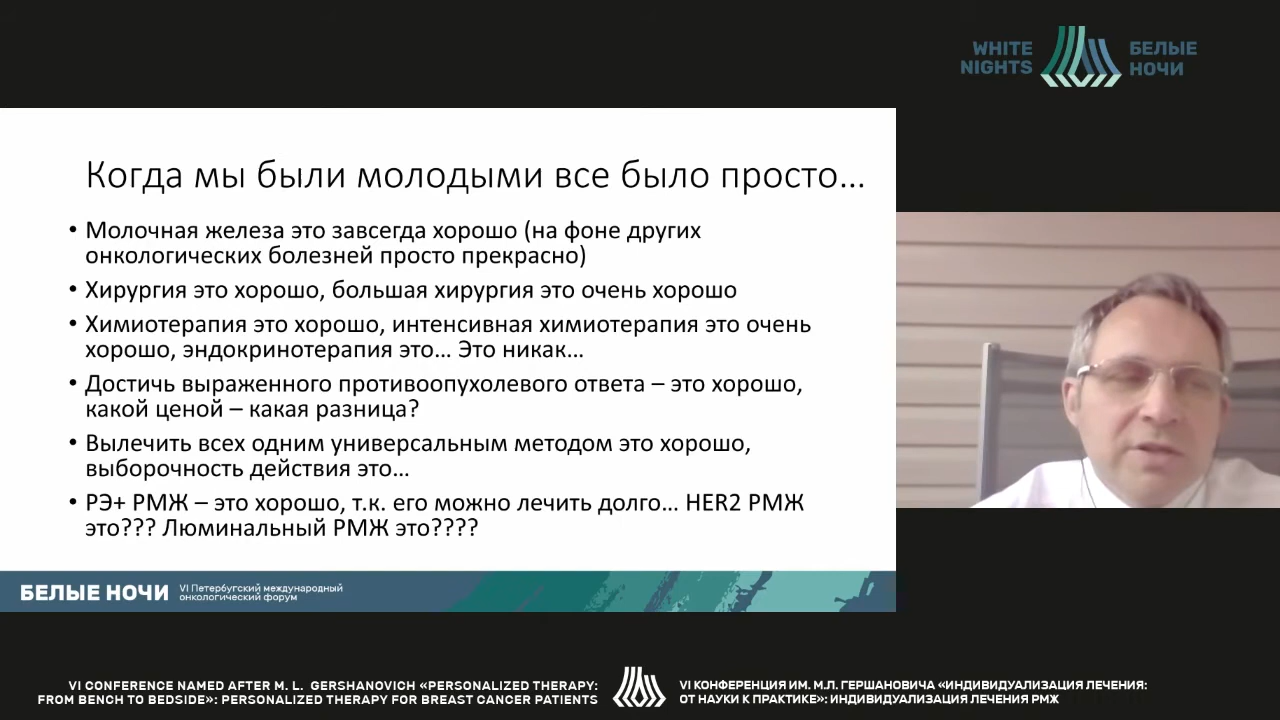 WHITE
NIGHTS
БЕЛЫЕ
НОЧИ
Когда мы были молодыми все было просто...
• Молочная железа это завсегда хорошо (на фоне других
онкологических болезней просто прекрасно)
• Хирургия это хорошо, большая хирургия это очень хорошо
• Химиотерапия это хорошо, интенсивная химиотерапия это очень
хорошо, эндокринотерапия это... Это никак...
• Достичь выраженного противоопухолевого ответа – это хорошо,
какой ценой – какая разница?
• Вылечить всех одним универсальным методом это хорошо,
выборочность действия это...
• РЭ+ РМЖ – это хорошо, т.к. его можно лечить долго... HER2 РМЖ
это??? Люминальный РМЖ это????
БЕЛЫЕ НОЧИ
VI Петербугский международный
онкологический форум
VI CONFERENCE NAMED AFTER M. L. GERSHANOVICH «PERSONALIZED THERAPY:
FROM BENCH TO BEDSIDE»: PERSONALIZED THERAPY FOR BREAST CANCER PATIENTS
VI КОНФЕРЕНЦИЯ ИМ. М.Л. ГЕРШАНОВИЧА «ИНДИВИДУАЛИЗАЦИЯ ЛЕЧЕНИЯ:
ОТ НАУКИ К ПРАКТИКЕ»: ИНДИВИДУАЛИЗАЦИЯ ЛЕЧЕНИЯ РМЖ